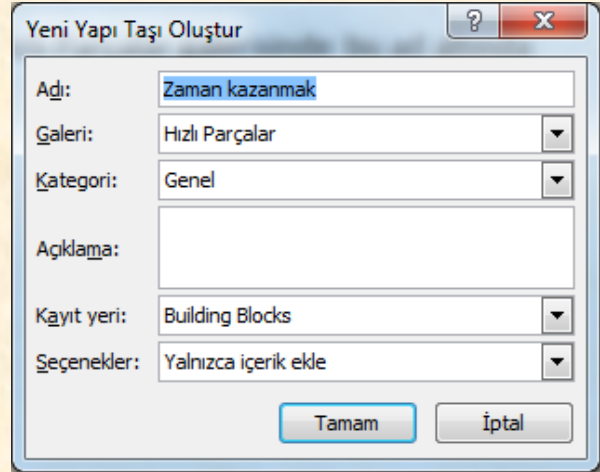 Yeni Yapı Taşı Oluştur
Adı: Zaman kazanmak
Galeri: Hızlı Parçalar
Kategori: Genel
Açıklama:
Kayıt yeri: Building Blocks
Seçenekler: Yalnızca içerik ekle
Tamam İptal